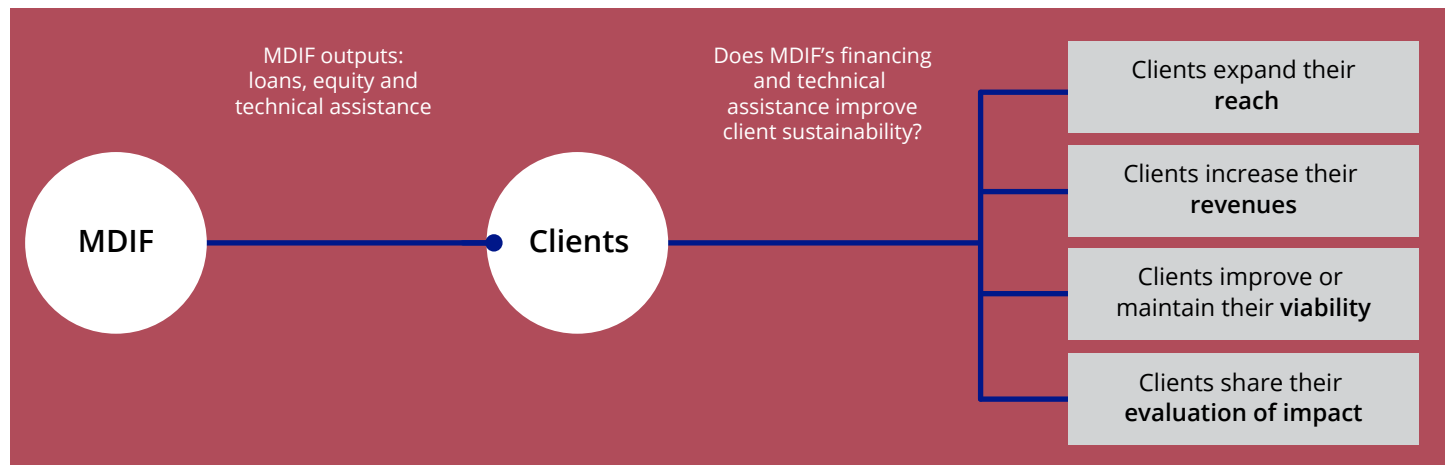 MDIF outputs:
loans, equity and
technical assistance
Does MDIF’s financing
and technical
assistance improve
client sustainability?
MDIF
Clients
Clients expand their
reach
Clients increase their
revenues
Clients improve or
maintain their viability
Clients share their
evaluation of impact